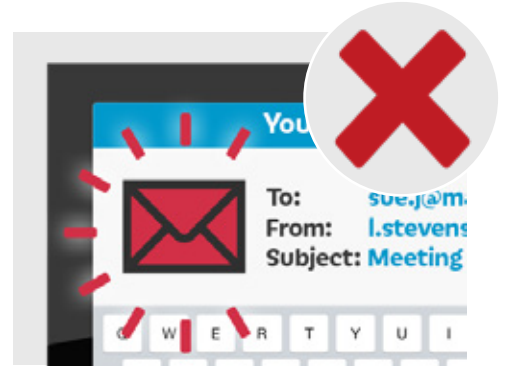 You
To: sue.j@m
From: l.stevens
Subject: Meeting
Q W E R T Y U I